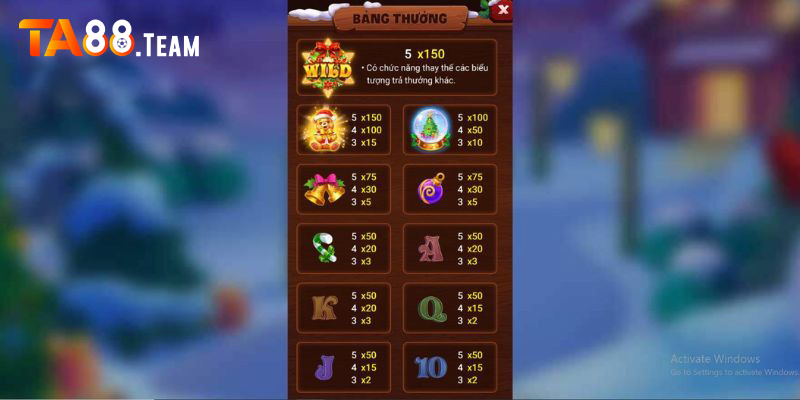 TA88.TEAM
BẢNG THƯỞNG
WILD
5 x150
• Có chức năng thay thế các biểu
tượng trả thưởng khác.
5 x150
4 x100
3 x15
5 x100
4 x50
3 x10
5 x75
4 x30
3 x5
5 x75
4 x30
3 x5
5 x50
4 x20
3 x3
A
5 x50
4 x20
3 x3
K
5 x50
4 x20
3 x3
Q
5 x50
4 x15
3 x2
J
5 x50
4 x15
3 x2
10
5 x50
4 x15
3 x2
Activate Windows
Go to Settings to activate Windows.